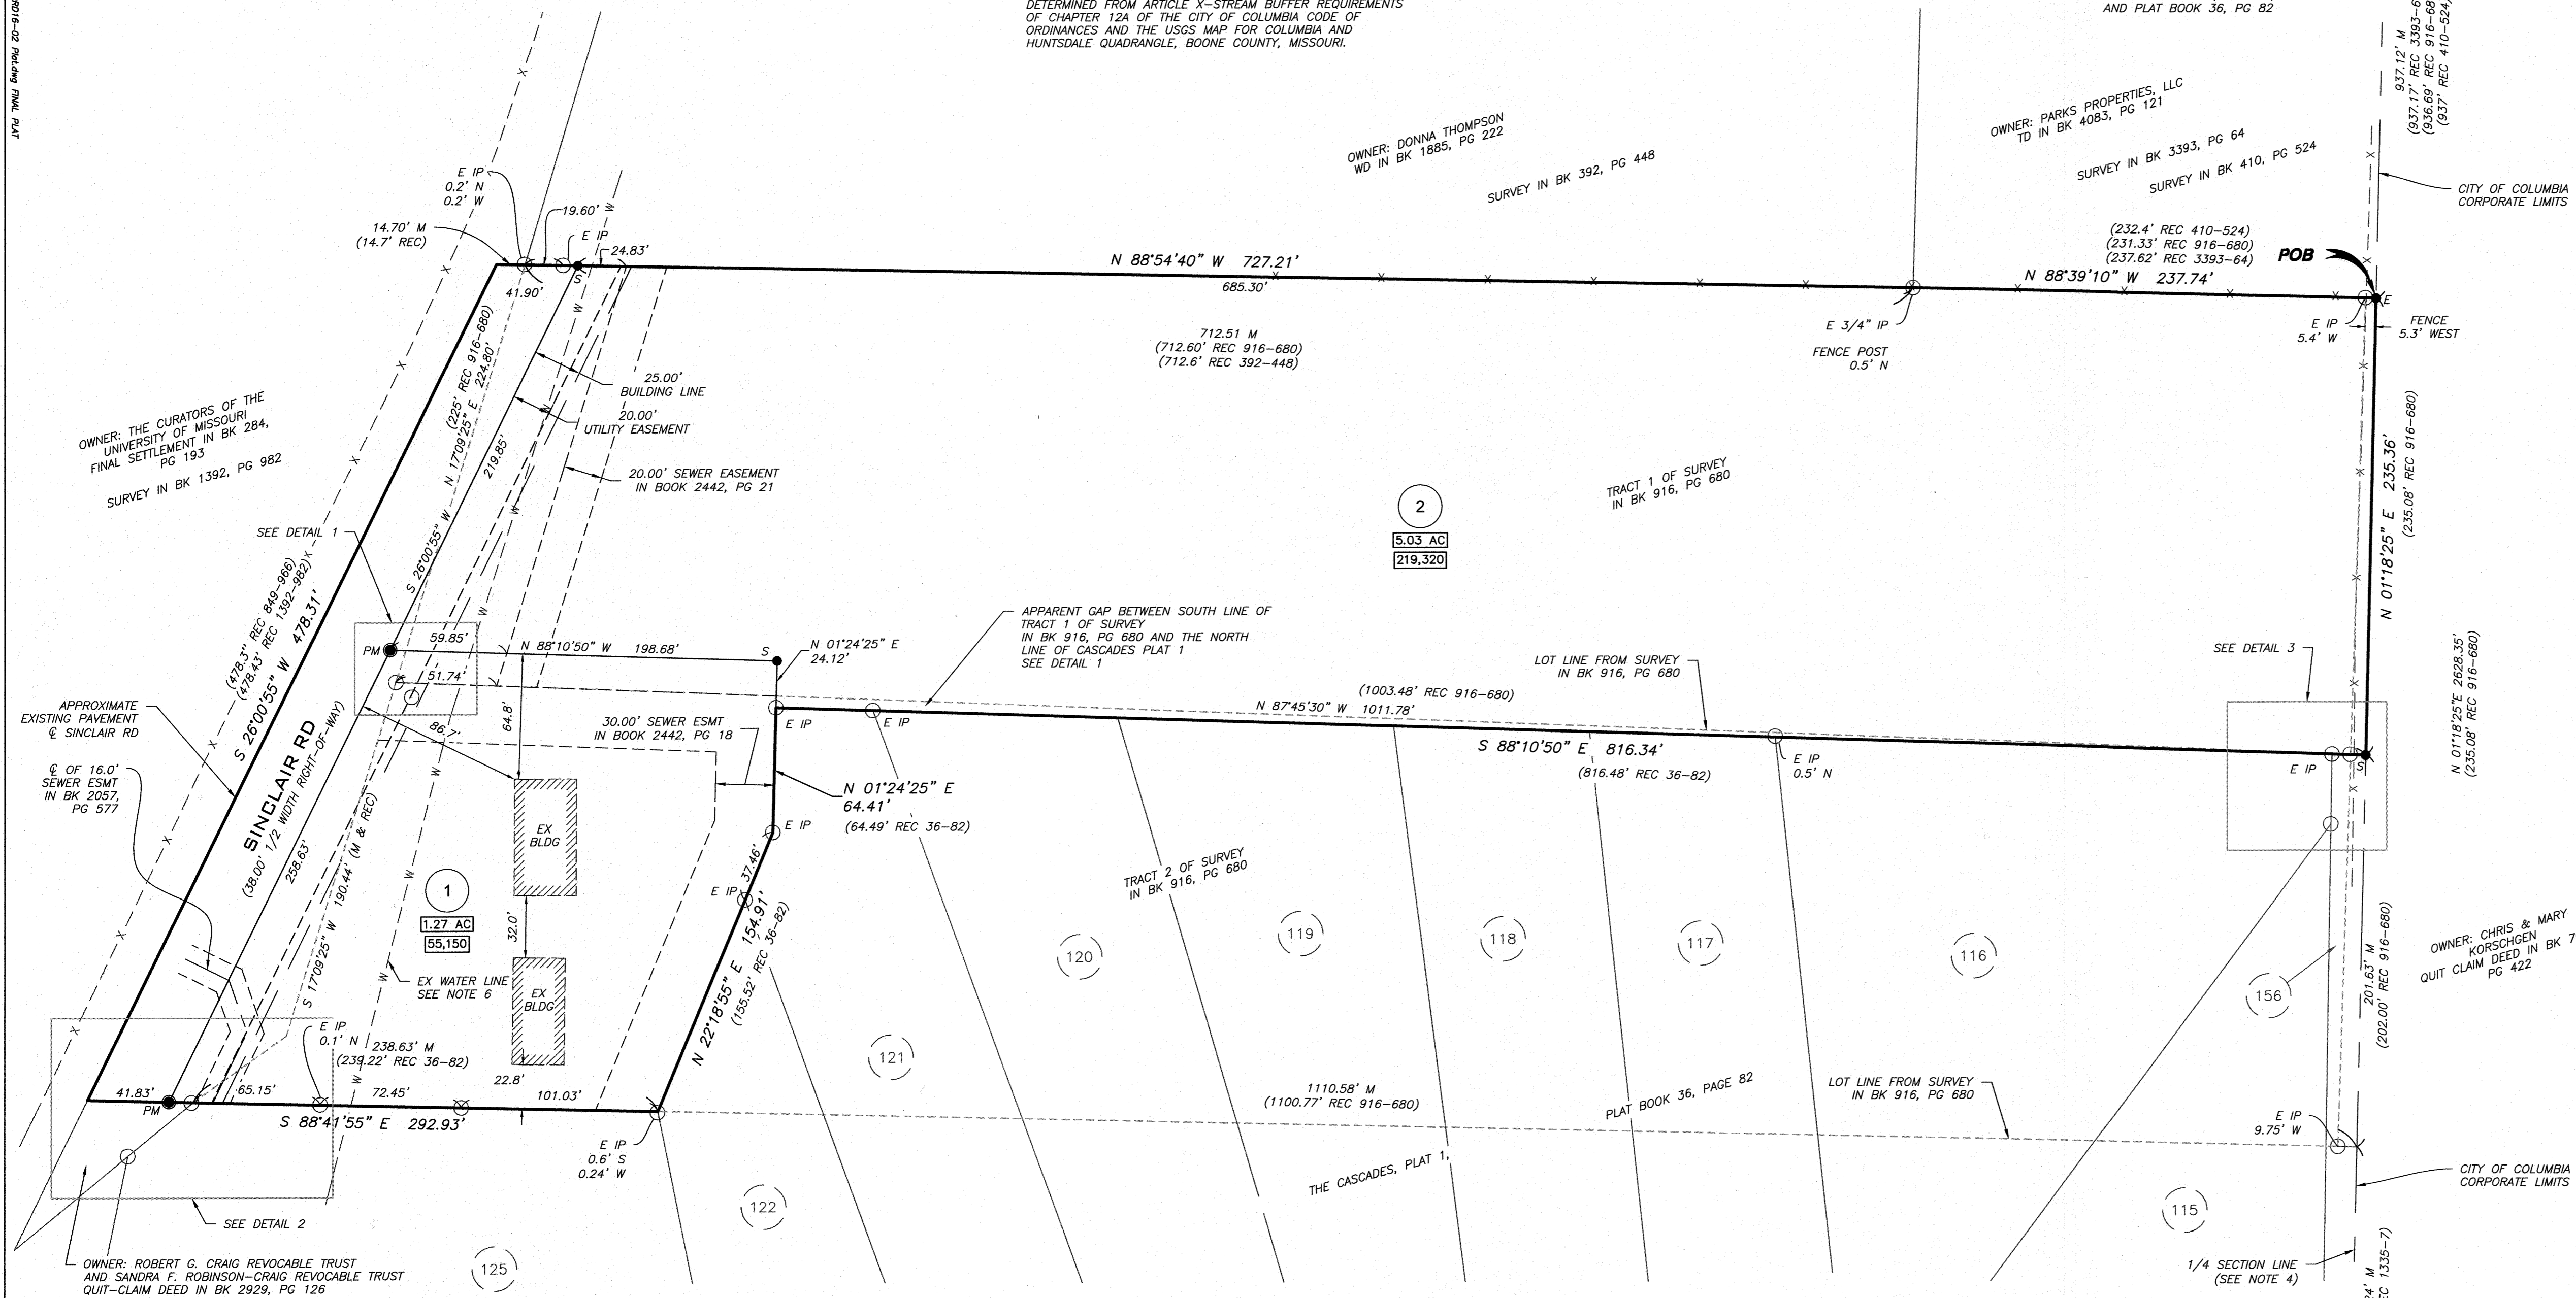 RD16-02 Plat.dwg FINAL PLAT
DETERMINED FROM ARTICLE X-STREAM BUFFER REQUIREMENTS
OF CHAPTER 12A OF THE CITY OF COLUMBIA CODE OF
ORDINANCES AND THE USGS MAP FOR COLUMBIA AND
HUNTSDALE QUADRANGLE, BOONE COUNTY, MISSOURI.
AND PLAT BOOK 36, PG 82
937.12' M
(937.17' REC 3393-6
(936.69' REC 916-68
(937' REC 410-524)
OWNER: DONNA THOMPSON
WD IN BK 1885, PG 222
SURVEY IN BK 392, PG 448
OWNER: PARKS PROPERTIES, LLC
TD IN BK 4083, PG 121
SURVEY IN BK 3393, PG 64
SURVEY IN BK 410, PG 524
CITY OF COLUMBIA
CORPORATE LIMITS
E IP
0.2' N
0.2' W
14.70' M
(14.7' REC)
19.60'
E IP
24.83'
S
41.90'
N 88°54'40" W 727.21'
685.30'
712.51 M
(712.60' REC 916-680)
(712.6' REC 392-448)
(232.4' REC 410-524)
(231.33' REC 916-680)
(237.62' REC 3393-64)
POB
N 88°39'10" W 237.74'
E
E 3/4" IP
FENCE POST
0.5' N
E IP
5.4' W
FENCE
5.3' WEST
(225' REC 916-680)
N 17°09'25" E 224.80'
219.85'
S 26°00'55" W
25.00'
BUILDING LINE
20.00'
UTILITY EASEMENT
20.00' SEWER EASEMENT
IN BOOK 2442, PG 21
OWNER: THE CURATORS OF THE
UNIVERSITY OF MISSOURI
FINAL SETTLEMENT IN BK 284,
PG 193
SURVEY IN BK 1392, PG 982
TRACT 1 OF SURVEY
IN BK 916, PG 680
2
5.03 AC
219,320
N 01°18'25" E 235.36'
(235.08' REC 916-680)
SEE DETAIL 1
(478.3" REC 849-966)
(478.43' REC 1392-982)
S 26°00'55" W 478.31'
PM
59.85'
N 88°10'50" W 198.68'
S
51.74'
N 01°24'25" E
24.12'
APPARENT GAP BETWEEN SOUTH LINE OF
TRACT 1 OF SURVEY
IN BK 916, PG 680 AND THE NORTH
LINE OF CASCADES PLAT 1
SEE DETAIL 1
LOT LINE FROM SURVEY
IN BK 916, PG 680
SEE DETAIL 3
N 01°18'25"E 2628.35'
(235.08' REC 916-680)
APPROXIMATE
EXISTING PAVEMENT
℄ SINCLAIR RD
SINCLAIR RD
(38.00' 1/2 WIDTH RIGHT-OF-WAY)
258.63'
℄ OF 16.0'
SEWER ESMT
IN BK 2057,
PG 577
86.7'
64.8'
30.00' SEWER ESMT
IN BOOK 2442, PG 18
E IP
E IP
(1003.48' REC 916-680)
N 87°45'30" W 1011.78'
S 88°10'50" E 816.34'
(816.48' REC 36-82)
E IP
0.5' N
E IP
S
N 01°24'25" E
64.41'
(64.49' REC 36-82)
E IP
37.46'
E IP
N 22°18'55" E 154.91'
(155.52' REC 36-82)
EX
BLDG
32.0'
EX
BLDG
22.8'
S 17°09'25" W 190.44' (M & REC)
1
1.27 AC
55,150
EX WATER LINE
SEE NOTE 6
TRACT 2 OF SURVEY
IN BK 916, PG 680
120
119
118
117
116
156
201.63' M
(202.00' REC 916-680)
OWNER: CHRIS & MARY
KORSCHGEN
QUIT CLAIM DEED IN BK 7
PG 422
E IP
0.1' N
238.63' M
(239.22' REC 36-82)
41.83'
PM
65.15'
72.45'
101.03'
S 88°41'55" E 292.93'
E IP
0.6' S
0.24' W
121
1110.58' M
(1100.77' REC 916-680)
PLAT BOOK 36, PAGE 82
LOT LINE FROM SURVEY
IN BK 916, PG 680
E IP
9.75' W
THE CASCADES, PLAT 1,
CITY OF COLUMBIA
CORPORATE LIMITS
SEE DETAIL 2
122
115
OWNER: ROBERT G. CRAIG REVOCABLE TRUST
AND SANDRA F. ROBINSON-CRAIG REVOCABLE TRUST
QUIT-CLAIM DEED IN BK 2929, PG 126
125
1/4 SECTION LINE
(SEE NOTE 4)
24' M
EC 1335-7)